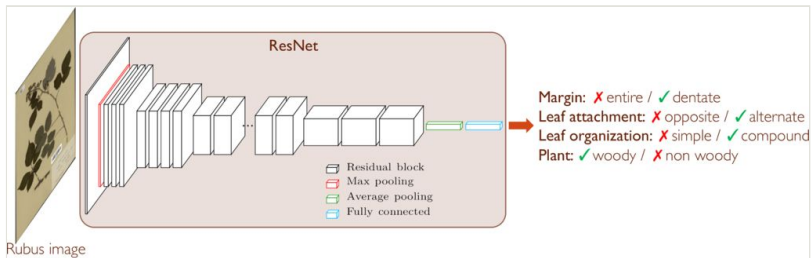 ResNet
Margin: ✗ entire / ✓ dentate
Leaf attachment: ✗ opposite / ✓ alternate
Leaf organization: ✗ simple / ✓ compound
Plant: ✓ woody / ✗ non woody
...
Residual block
Max pooling
Average pooling
Fully connected
Rubus image